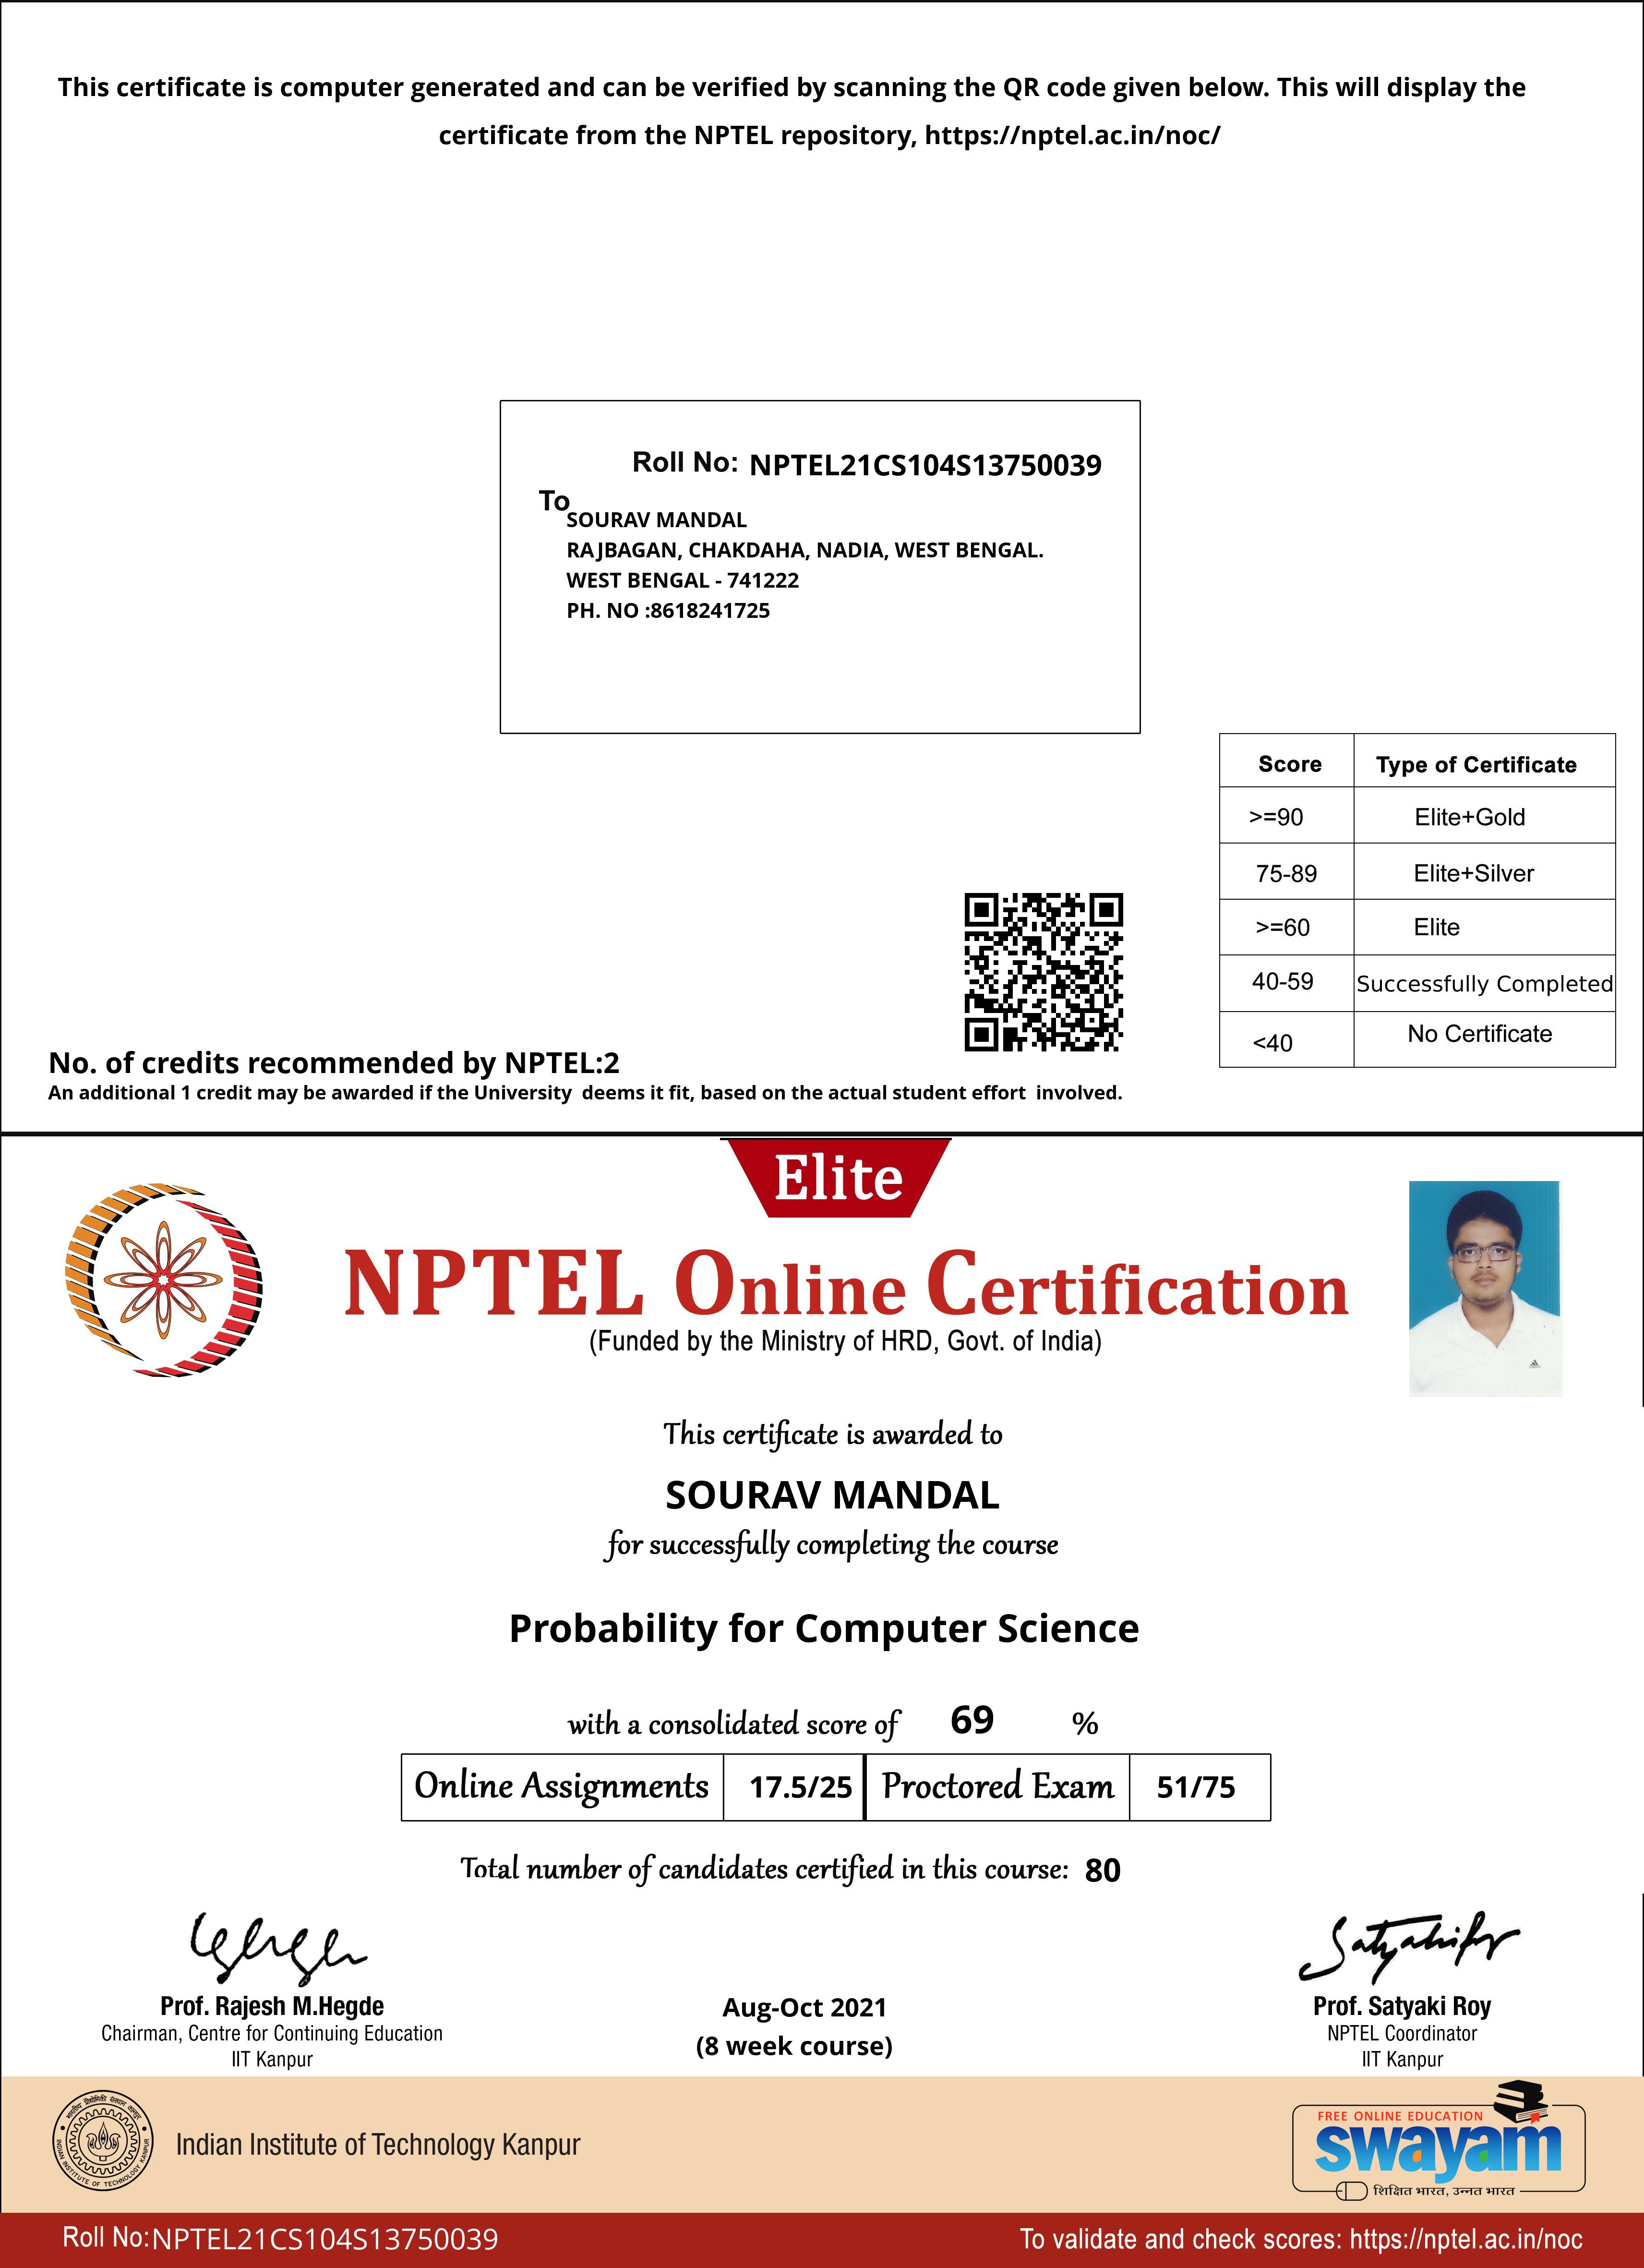 This certificate is computer generated and can be verified by scanning the QR code given below. This will display the
certificate from the NPTEL repository, https://nptel.ac.in/noc/
Roll No: NPTEL21CS104S13750039
To
SOURAV MANDAL
RAJBAGAN, CHAKDAHA, NADIA, WEST BENGAL.
WEST BENGAL - 741222
PH. NO :8618241725
Score Type of Certificate
>=90 Elite+Gold
75-89 Elite+Silver
>=60 Elite
40-59 Successfully Completed
<40 No Certificate
No. of credits recommended by NPTEL:2
An additional 1 credit may be awarded if the University deems it fit, based on the actual student effort involved.
Elite
NPTEL Online Certification
(Funded by the Ministry of HRD, Govt. of India)
This certificate is awarded to
SOURAV MANDAL
for successfully completing the course
Probability for Computer Science
with a consolidated score of 69 %
Online Assignments 17.5/25 Proctored Exam 51/75
Total number of candidates certified in this course: 80
Prof. Rajesh M.Hegde
Chairman, Centre for Continuing Education
IIT Kanpur
Aug-Oct 2021
(8 week course)
Prof. Satyaki Roy
NPTEL Coordinator
IIT Kanpur
INDIAN INSTITUTE OF TECHNOLOGY KANPUR
Indian Institute of Technology Kanpur
FREE ONLINE EDUCATION
swayam
शिक्षित भारत, उन्नत भारत
Roll No:NPTEL21CS104S13750039
To validate and check scores: https://nptel.ac.in/noc